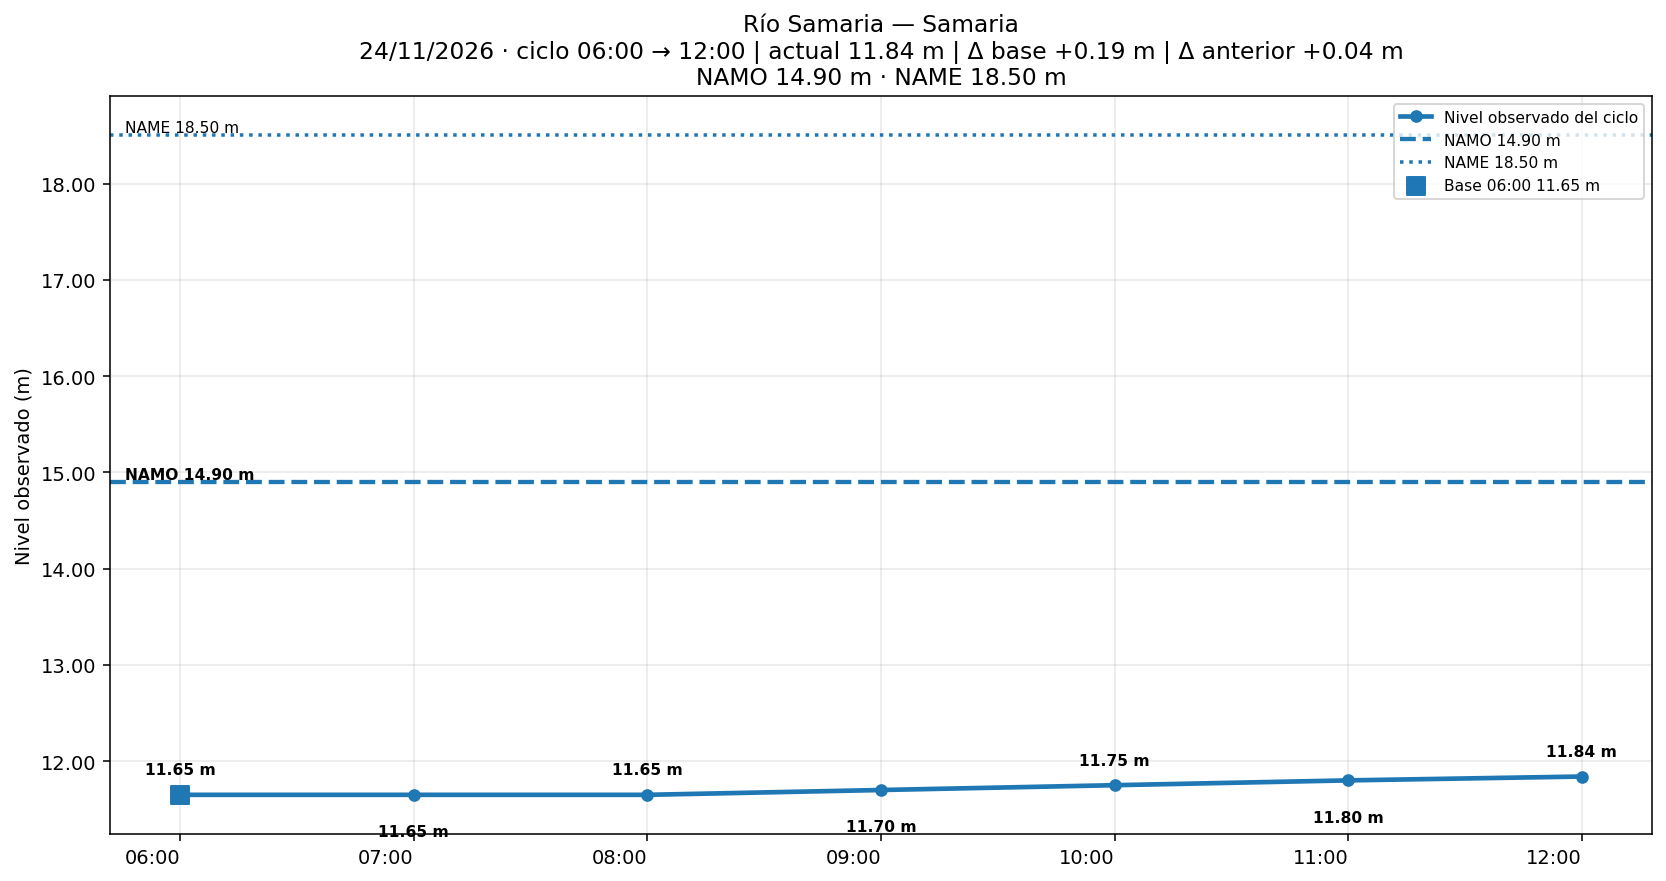 Río Samaria — Samaria
24/11/2026 · ciclo 06:00 → 12:00 | actual 11.84 m | Δ base +0.19 m | Δ anterior +0.04 m
NAMO 14.90 m · NAME 18.50 m
NAME 18.50 m
Nivel observado del ciclo
NAMO 14.90 m
NAME 18.50 m
Base 06:00 11.65 m
Nivel observado (m)
18.00
17.00
16.00
15.00
NAMO 14.90 m
14.00
13.00
12.00
11.65 m
11.65 m
11.65 m
11.70 m
11.75 m
11.80 m
11.84 m
06:00
07:00
08:00
09:00
10:00
11:00
12:00